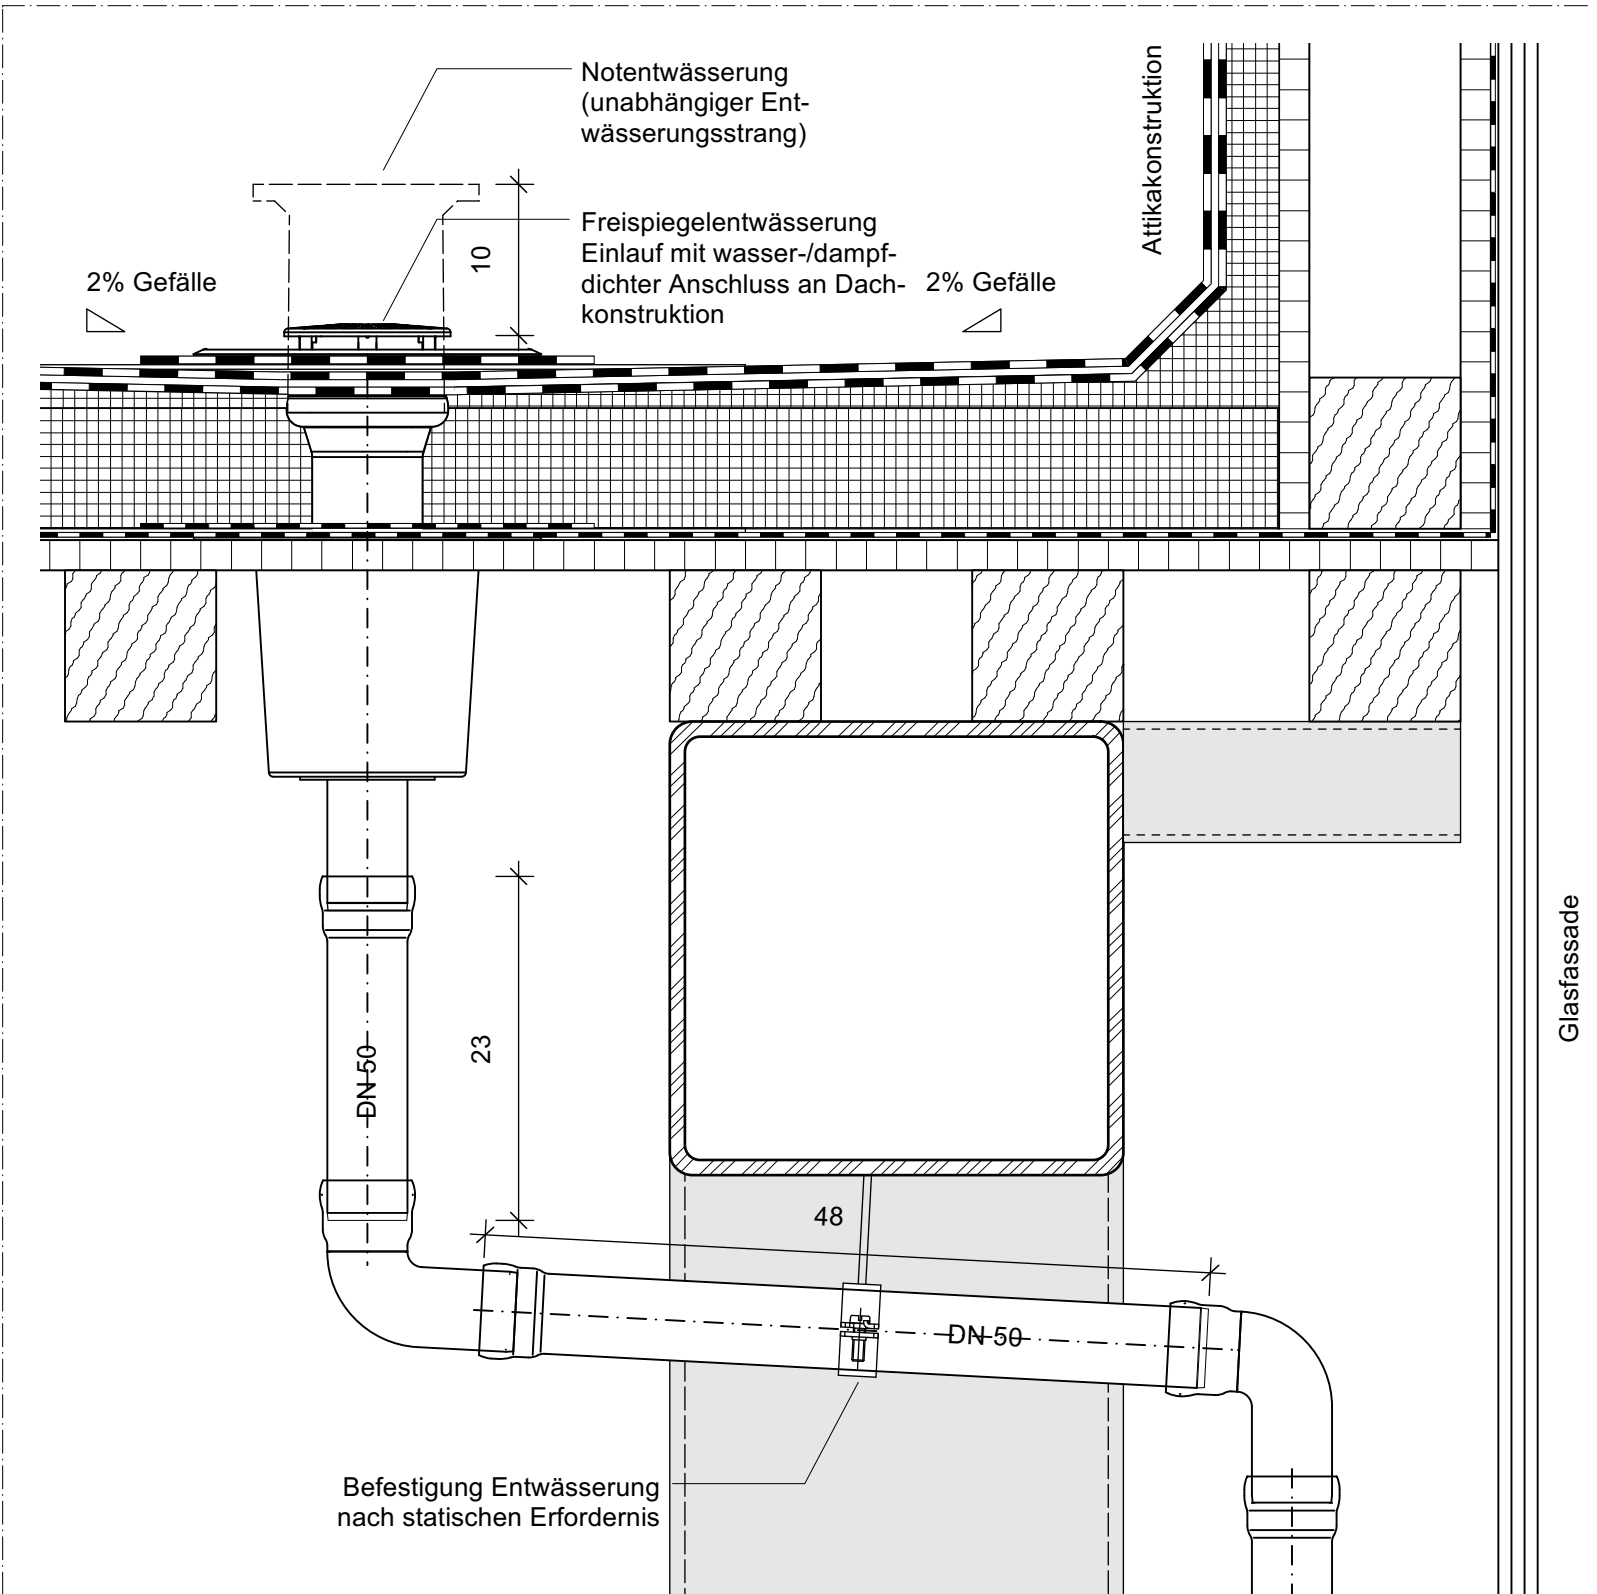 Notentwässerung
(unabhängiger Ent-
wässerungsstrang)
Attikakonstruktion
Freispiegelentwässerung
Einlauf mit wasser-/dampf-
dichter Anschluss an Dach-
konstruktion
10
2% Gefälle
2% Gefälle
Glasfassade
23
DN 50
48
DN 50
Befestigung Entwässerung
nach statischen Erfordernis